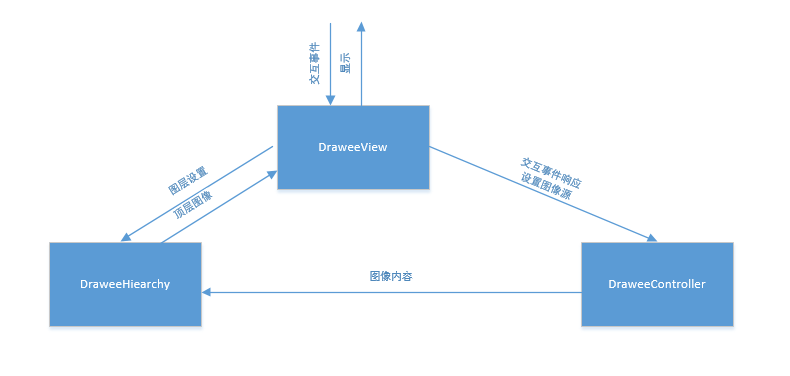 交互事件
显示
DraweeView
图层设置
顶层图像
交互事件响应
设置图像源
DraweeHiearchy
图像内容
DraweeController